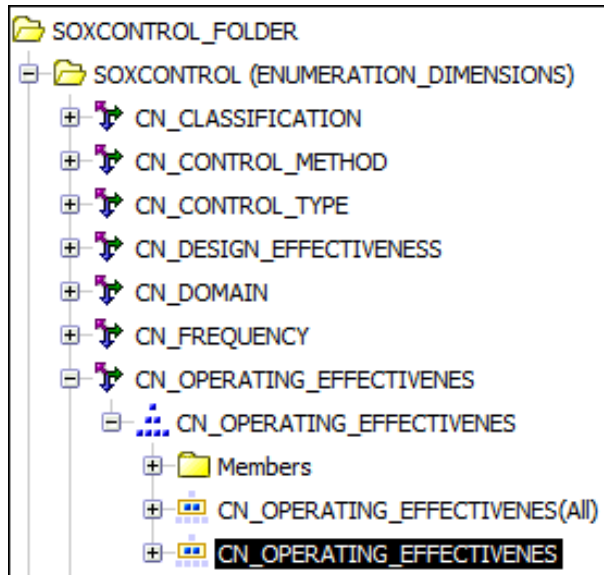 SOXCONTROL_FOLDER
SOXCONTROL (ENUMERATION_DIMENSIONS)
CN_CLASSIFICATION
CN_CONTROL_METHOD
CN_CONTROL_TYPE
CN_DESIGN_EFFECTIVENESS
CN_DOMAIN
CN_FREQUENCY
CN_OPERATING_EFFECTIVENES
CN_OPERATING_EFFECTIVENES
Members
CN_OPERATING_EFFECTIVENES(All)
CN_OPERATING_EFFECTIVENES